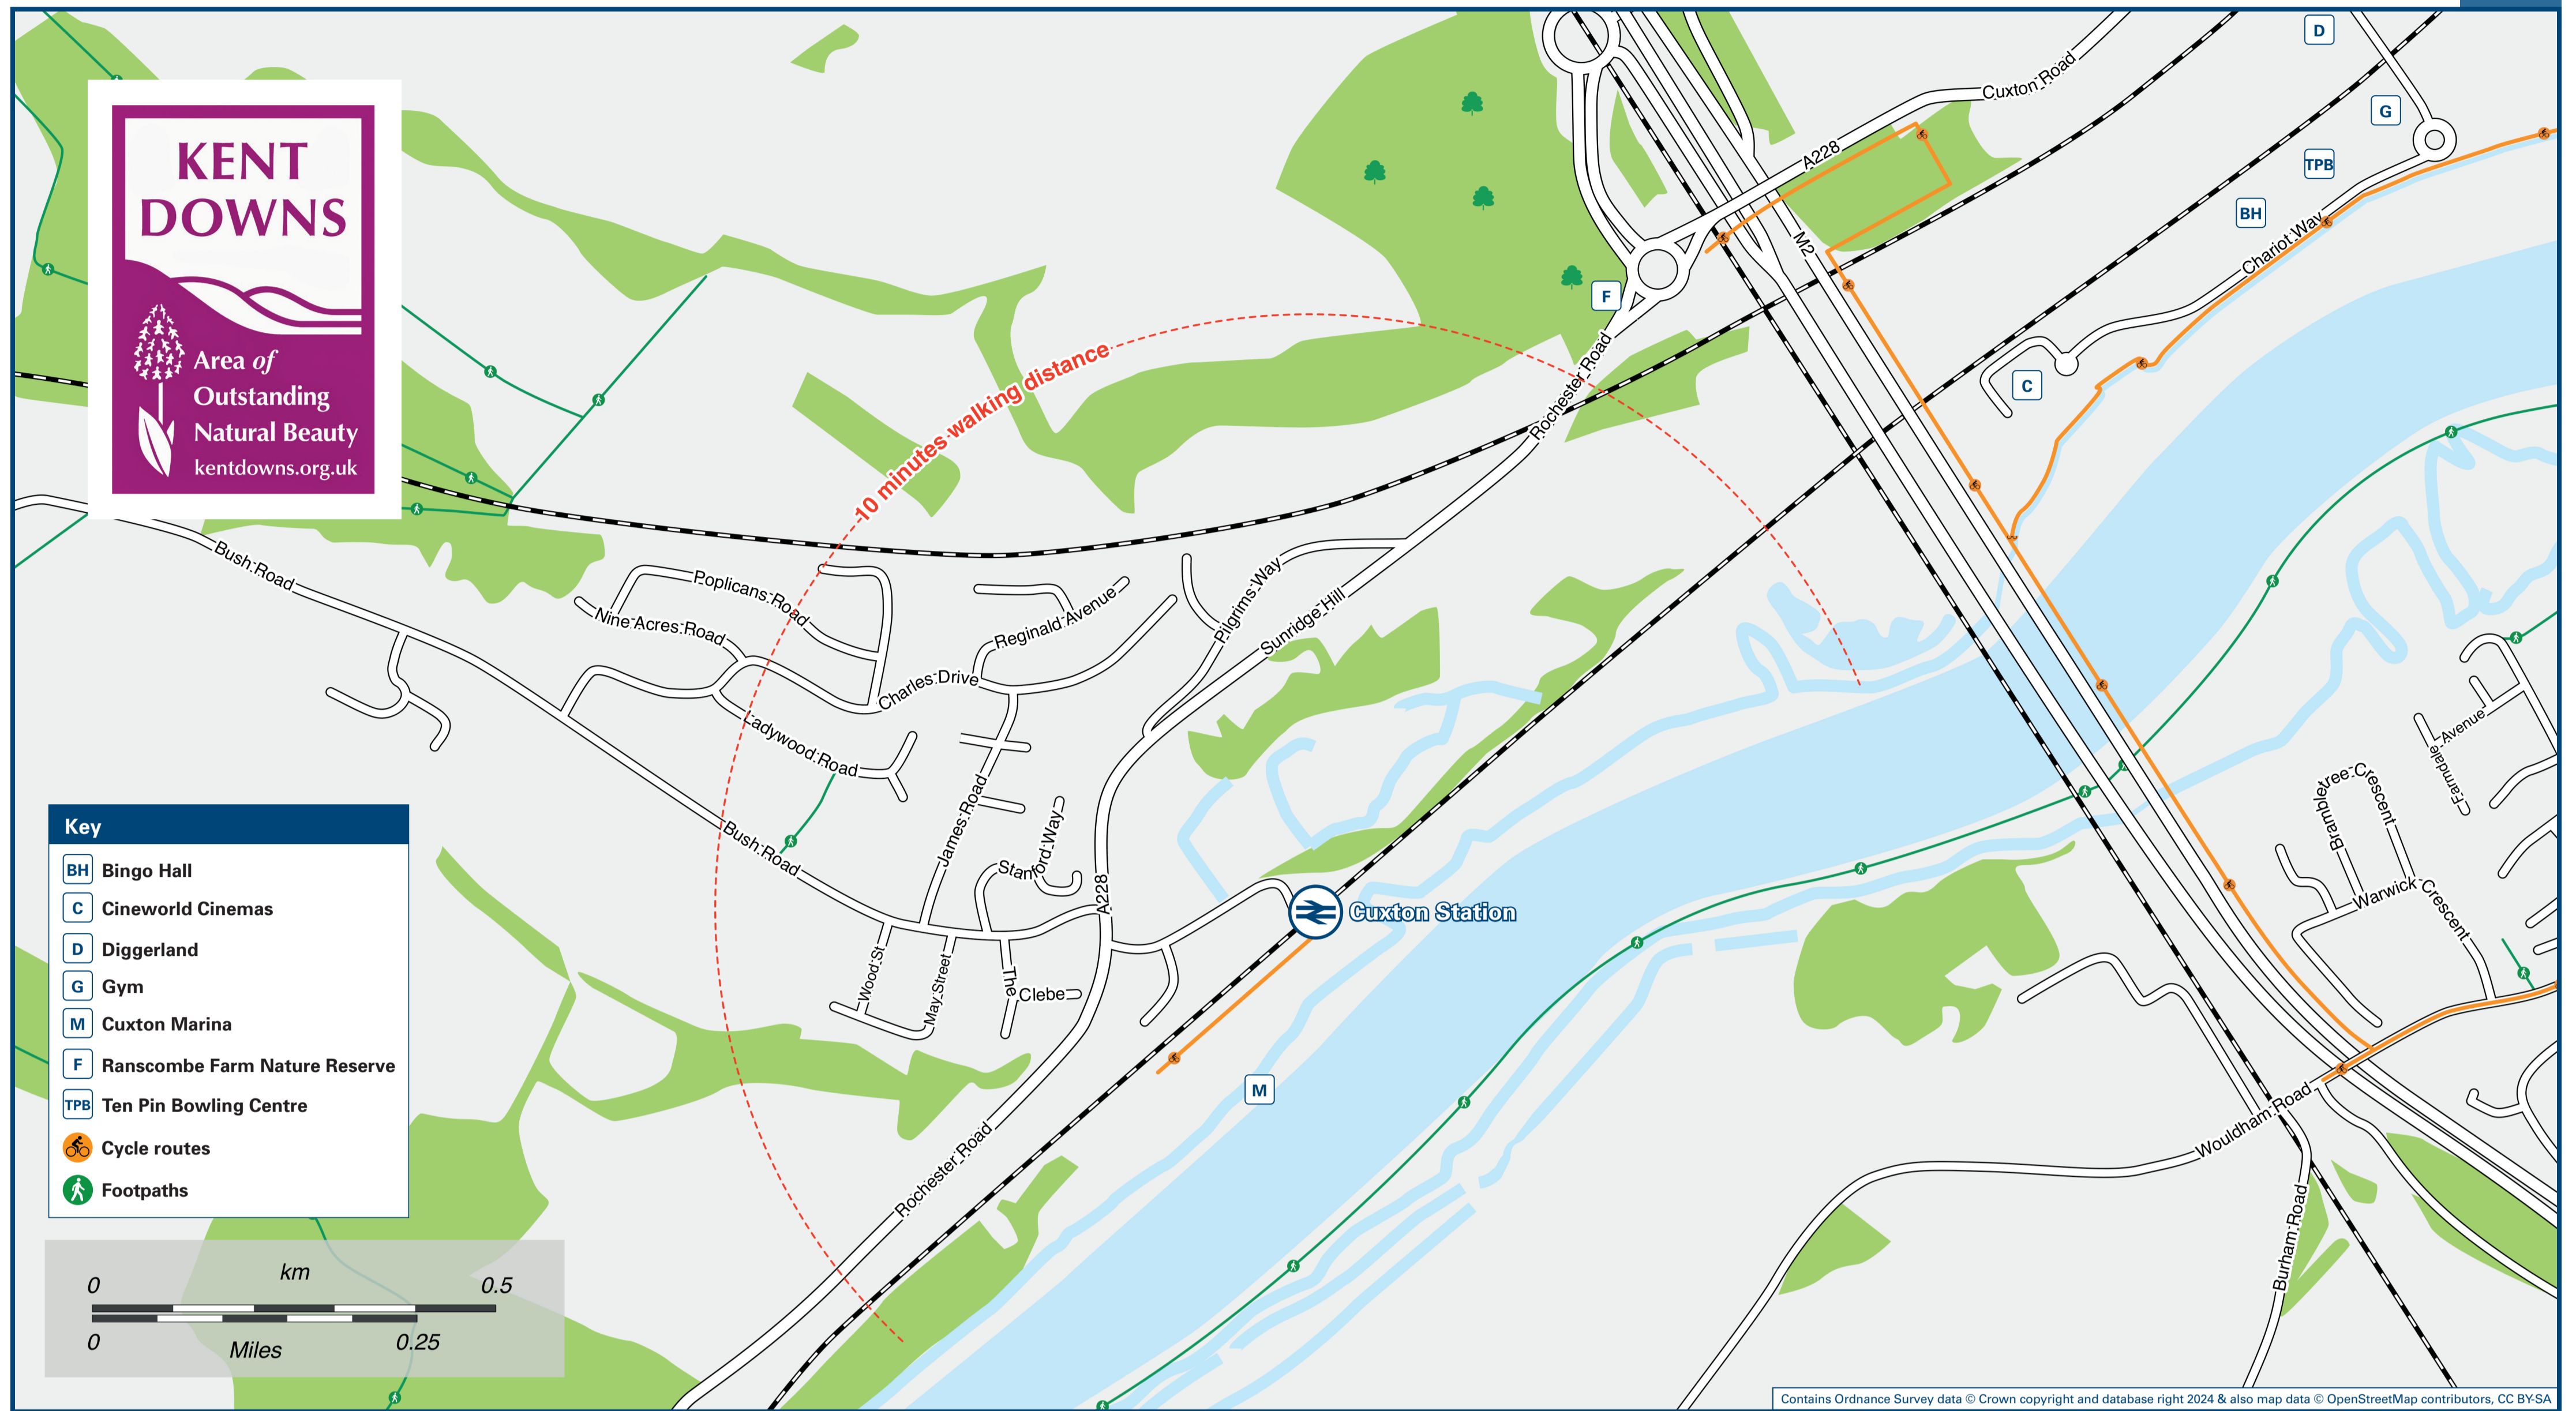 KENT
DOWNS
Area of
Outstanding
Natural Beauty
kentdowns.org.uk
D
G
TPB
BH
C
F
M
Cuxton Road
A228
M2
Chariot Way
Rochester Road
10 minutes walking distance
Bush Road
Poplicans Road
Nine Acres Road
Reginald Avenue
Pilgrims Way
Sunridge Hill
Charles Drive
Ladywood Road
James Road
Stanford Way
Bush Road
A228
Cuxton Station
Wood St
May Street
The
Clebe
Rochester Road
Farndale Avenue
Brambletree Crescent
Warwick Crescent
Wouldham Road
Burham Road
Key
BH Bingo Hall
C Cineworld Cinemas
D Diggerland
G Gym
M Cuxton Marina
F Ranscombe Farm Nature Reserve
TPB Ten Pin Bowling Centre
Cycle routes
Footpaths
0 km 0.5
0 Miles 0.25
Contains Ordnance Survey data © Crown copyright and database right 2024 & also map data © OpenStreetMap contributors, CC BY-SA